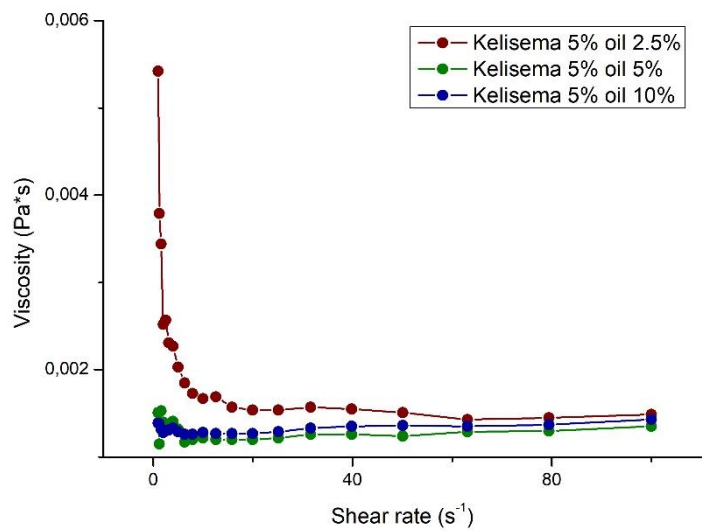 0,006
Kelisema 5% oil 2.5%
Kelisema 5% oil 5%
Kelisema 5% oil 10%
0,004
Viscosity (Pa*s)
0,002
0
40
80
Shear rate (s⁻¹)